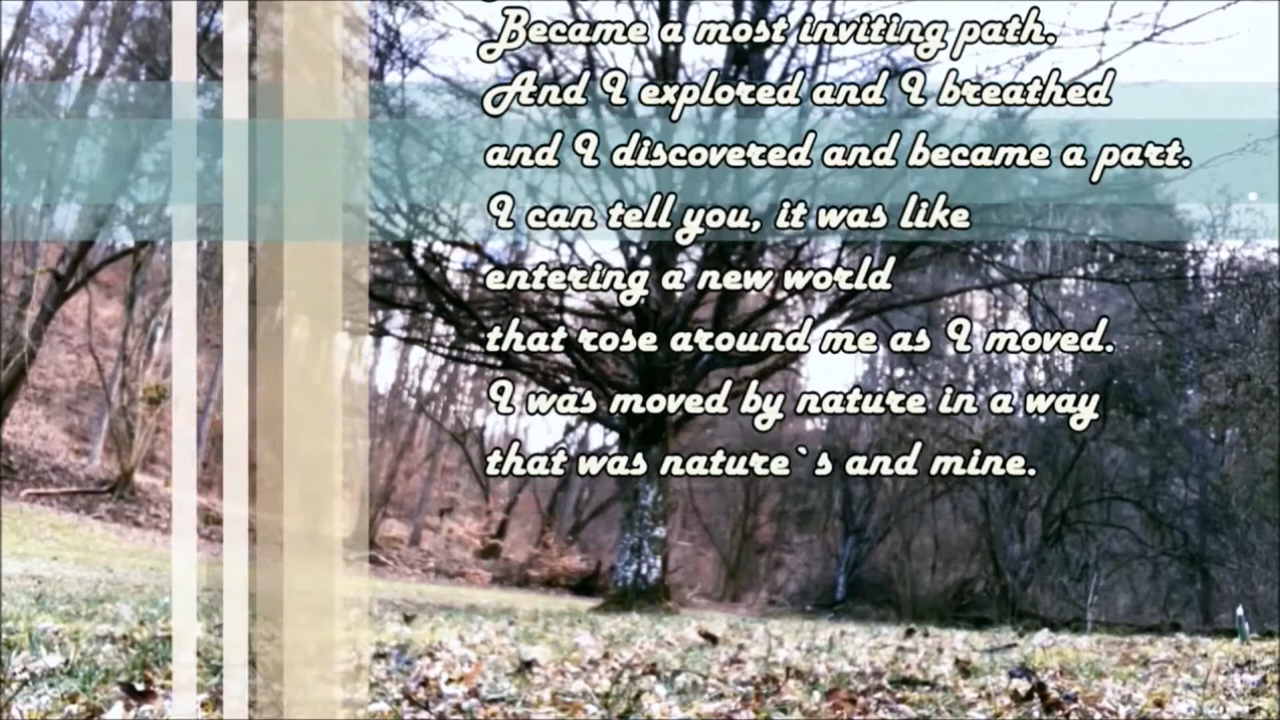 Became a most inviting path.
And I explored and I breathed
and I discovered and became a part.
I can tell you, it was like
entering a new world
that rose around me as I moved.
I was moved by nature in a way
that was nature`s and mine.